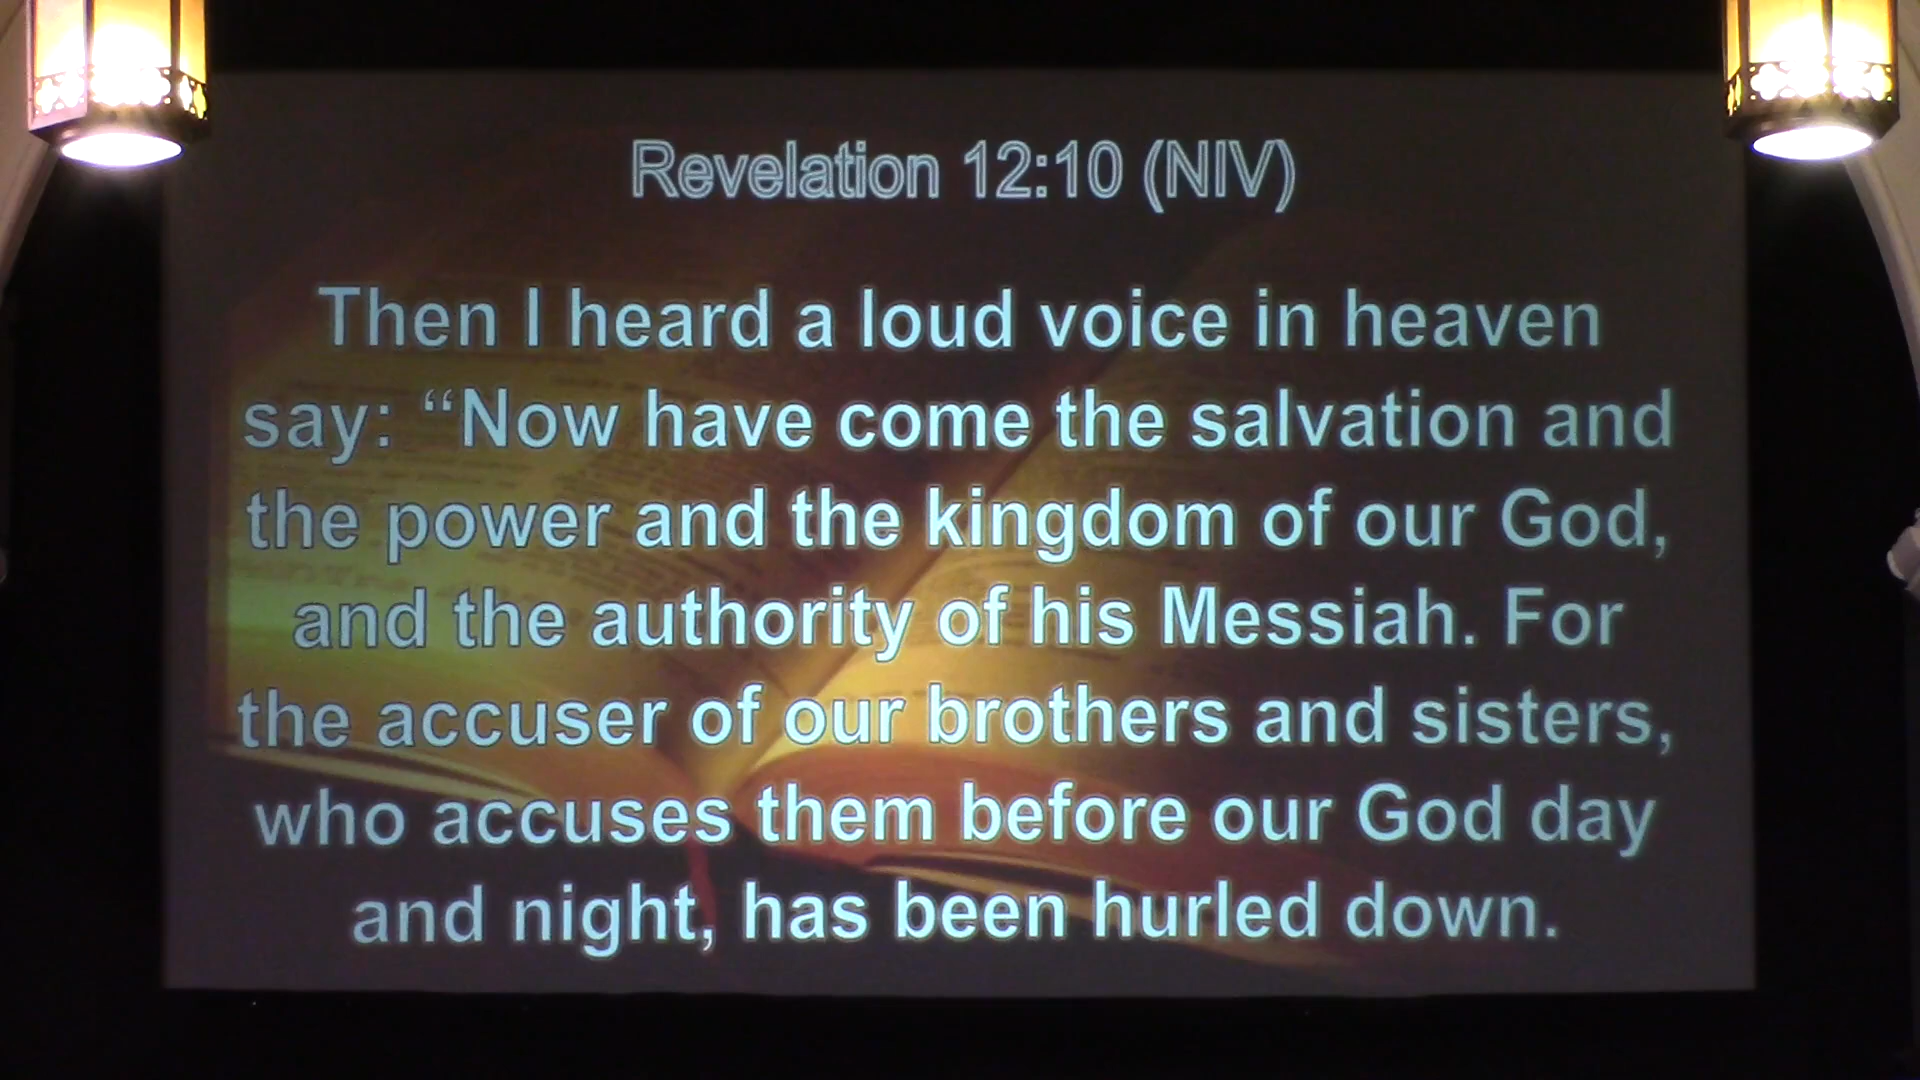 Revelation 12:10 (NIV)
Then I heard a loud voice in heaven
say: “Now have come the salvation and
the power and the kingdom of our God,
and the authority of his Messiah. For
the accuser of our brothers and sisters,
who accuses them before our God day
and night, has been hurled down.